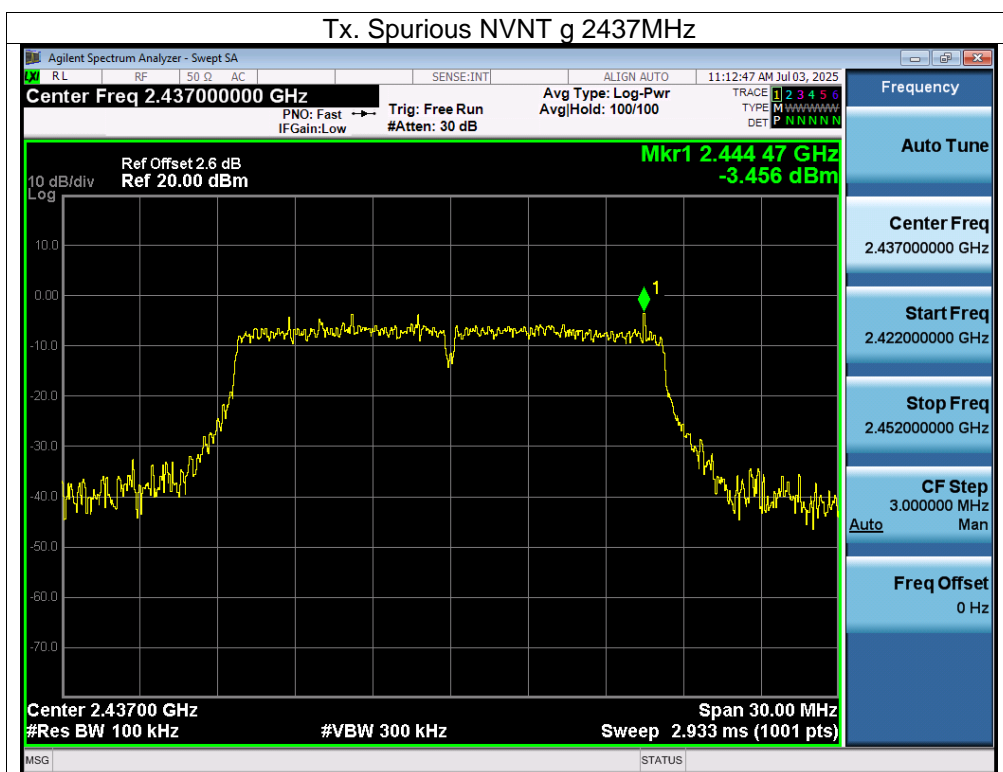 Tx. Spurious NVNT g 2437MHz
Agilent Spectrum Analyzer - Swept SA
LXI RL RF 50 Ω AC SENSE:INT ALIGN AUTO 11:12:47 AM Jul 03, 2025
Center Freq 2.437000000 GHz
PNO: Fast
IFGain:Low
Trig: Free Run
#Atten: 30 dB
Avg Type: Log-Pwr
Avg|Hold: 100/100
TRACE 1 2 3 4 5 6
TYPE M WWWWW
DET P N N N N N
Mkr1 2.444 47 GHz
-3.456 dBm
Ref Offset 2.6 dB
10 dB/div Ref 20.00 dBm
Log
10.0
0.00
-10.0
-20.0
-30.0
-40.0
-50.0
-60.0
-70.0
1
Center 2.43700 GHz Span 30.00 MHz
#Res BW 100 kHz #VBW 300 kHz Sweep 2.933 ms (1001 pts)
MSG STATUS
Frequency
Auto Tune
Center Freq
2.437000000 GHz
Start Freq
2.422000000 GHz
Stop Freq
2.452000000 GHz
CF Step
3.000000 MHz
Auto Man
Freq Offset
0 Hz